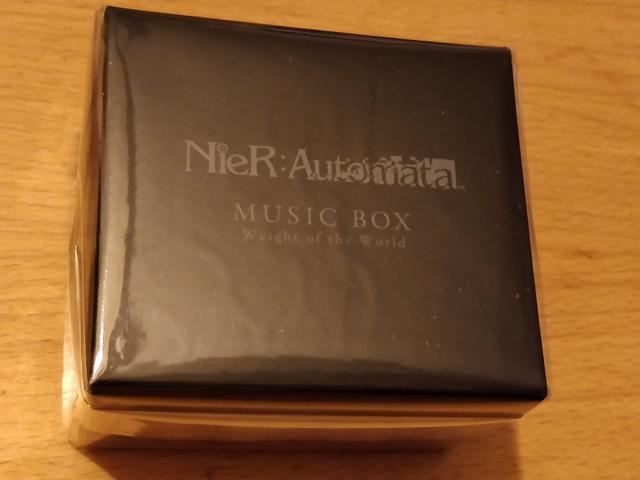 NieR:Automata
MUSIC BOX
Weight of the World